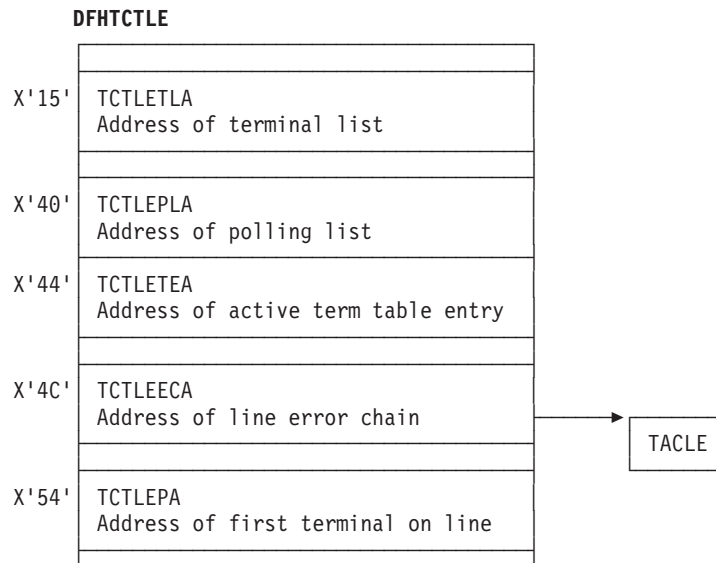 DFHTCTLE
X'15' TCTLETLA
Address of terminal list
X'40' TCTLEPLA
Address of polling list
X'44' TCTLETEA
Address of active term table entry
X'4C' TCTLEECA
Address of line error chain
TACLE
X'54' TCTLEPA
Address of first terminal on line